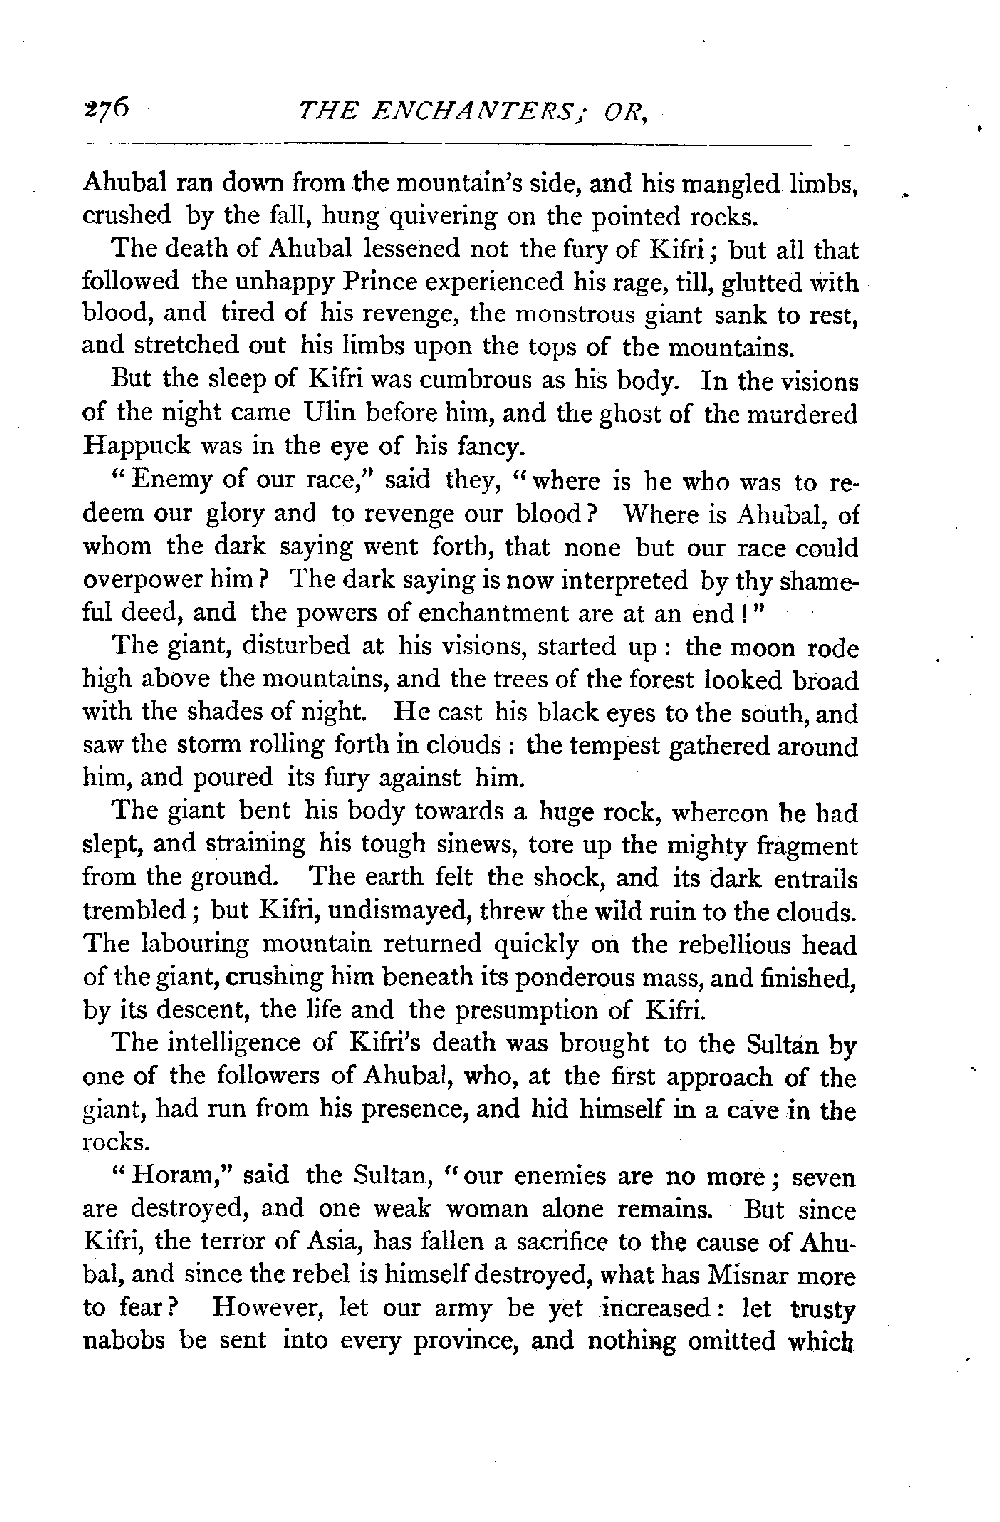 276 THE ENCHANTERS; OR,
Ahubal ran down from the mountain's side, and his mangled limbs,
crushed by the fall, hung quivering on the pointed rocks.
The death of Ahubal lessened not the fury of Kifri; but all that
followed the unhappy Prince experienced his rage, till, glutted with
blood, and tired of his revenge, the monstrous giant sank to rest,
and stretched out his limbs upon the tops of the mountains.
But the sleep of Kifri was cumbrous as his body. In the visions
of the night came Ulin before him, and the ghost of the murdered
Happuck was in the eye of his fancy.
"Enemy of our race," said they, "where is he who was to re-
deem our glory and to revenge our blood? Where is Ahubal, of
whom the dark saying went forth, that none but our race could
overpower him? The dark saying is now interpreted by thy shame-
ful deed, and the powers of enchantment are at an end!"
The giant, disturbed at his visions, started up: the moon rode
high above the mountains, and the trees of the forest looked broad
with the shades of night. He cast his black eyes to the south, and
saw the storm rolling forth in clouds: the tempest gathered around
him, and poured its fury against him.
The giant bent his body towards a huge rock, whereon he had
slept, and straining his tough sinews, tore up the mighty fragment
from the ground. The earth felt the shock, and its dark entrails
trembled; but Kifri, undismayed, threw the wild ruin to the clouds.
The labouring mountain returned quickly on the rebellious head
of the giant, crushing him beneath its ponderous mass, and finished,
by its descent, the life and the presumption of Kifri.
The intelligence of Kifri's death was brought to the Sultan by
one of the followers of Ahubal, who, at the first approach of the
giant, had run from his presence, and hid himself in a cave in the
rocks.
"Horam," said the Sultan, "our enemies are no more; seven
are destroyed, and one weak woman alone remains. But since
Kifri, the terror of Asia, has fallen a sacrifice to the cause of Ahu-
bal, and since the rebel is himself destroyed, what has Misnar more
to fear? However, let our army be yet increased: let trusty
nabobs be sent into every province, and nothing omitted which